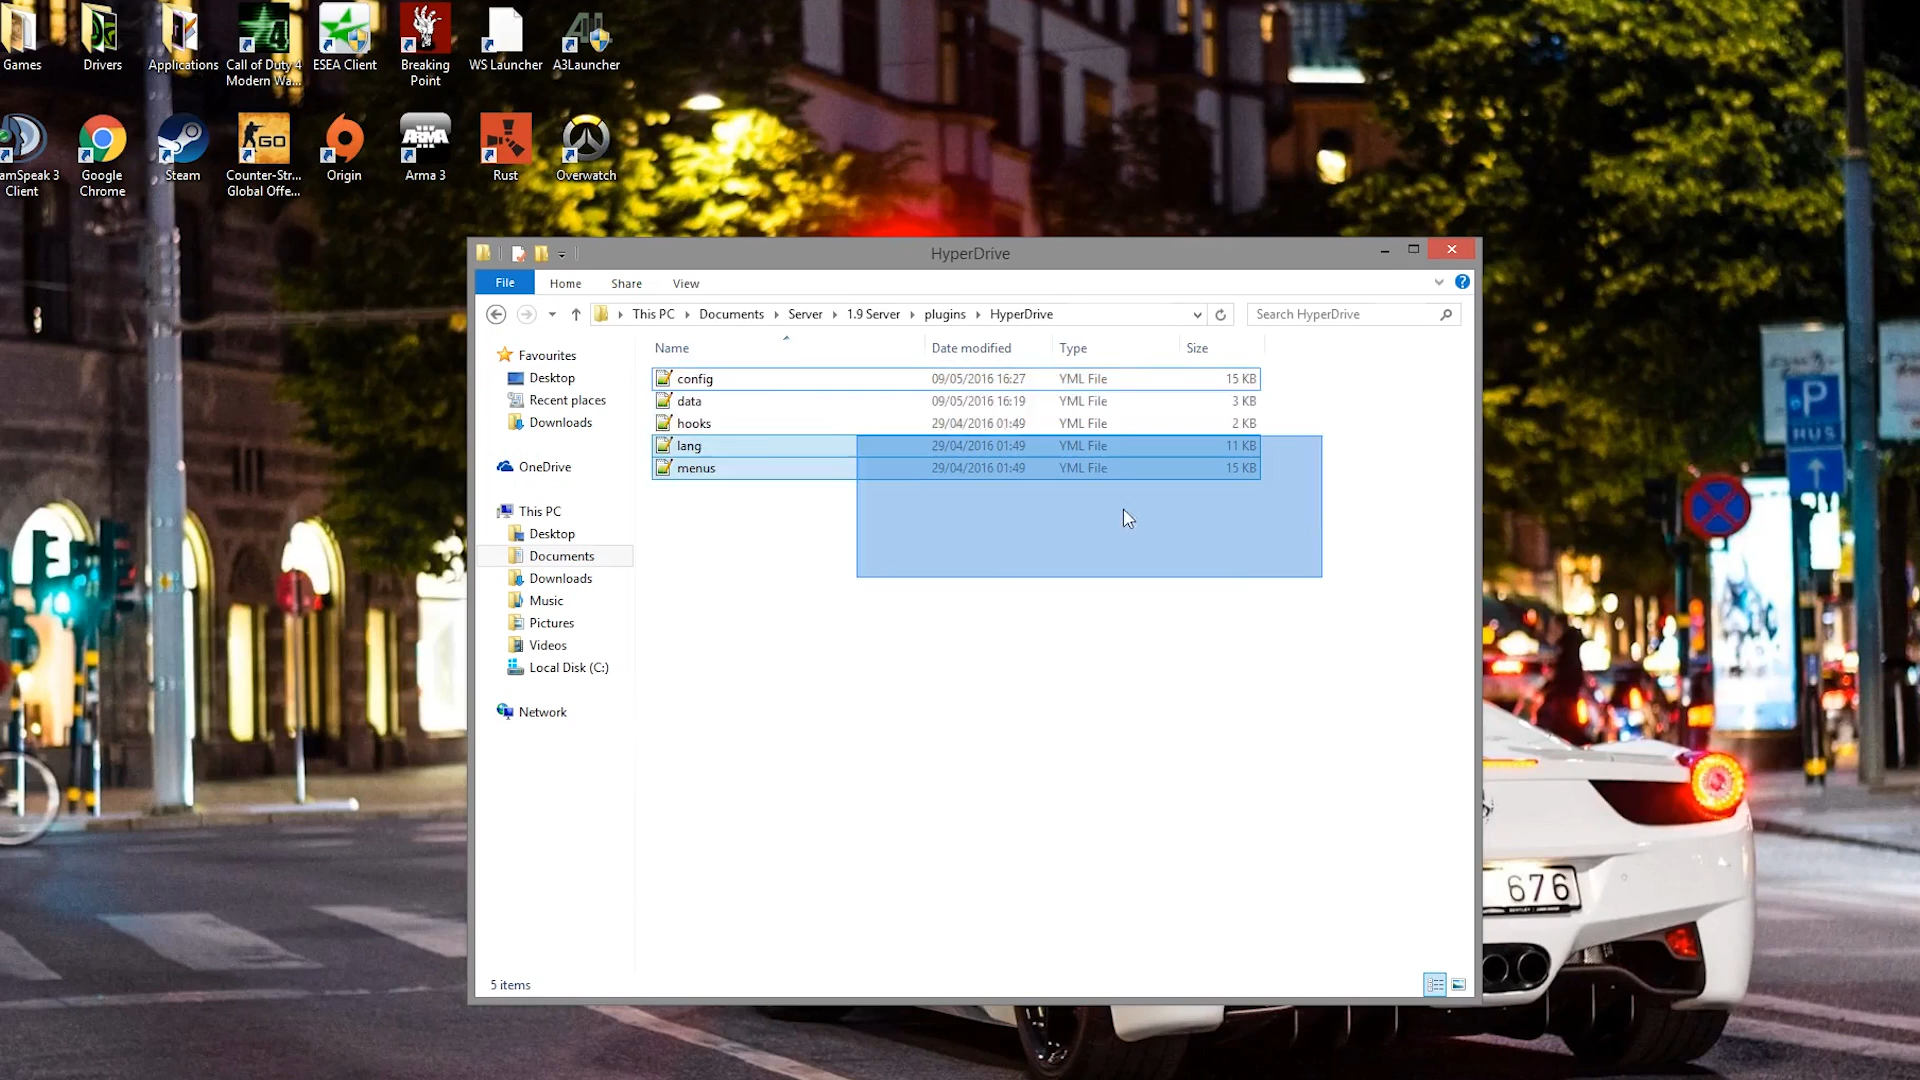 Games
Drivers
Applications
Call of Duty 4
Modern Wa...
ESEA Client
Breaking
Point
WS Launcher
A3Launcher
amSpeak 3
Client
Google
Chrome
Steam
GO
Counter-Str...
Global Offe...
Origin
ARMA
Arma 3
Rust
Overwatch
HyperDrive
File
Home
Share
View
This PC
Documents
Server
1.9 Server
plugins
HyperDrive
Search HyperDrive
Name
Date modified
Type
Size
config
09/05/2016 16:27
YML File
15 KB
data
09/05/2016 16:19
YML File
3 KB
hooks
29/04/2016 01:49
YML File
2 KB
lang
29/04/2016 01:49
YML File
11 KB
menus
29/04/2016 01:49
YML File
15 KB
Favourites
Desktop
Recent places
Downloads
OneDrive
This PC
Desktop
Documents
Downloads
Music
Pictures
Videos
Local Disk (C:)
Network
5 items
P
HUS
676